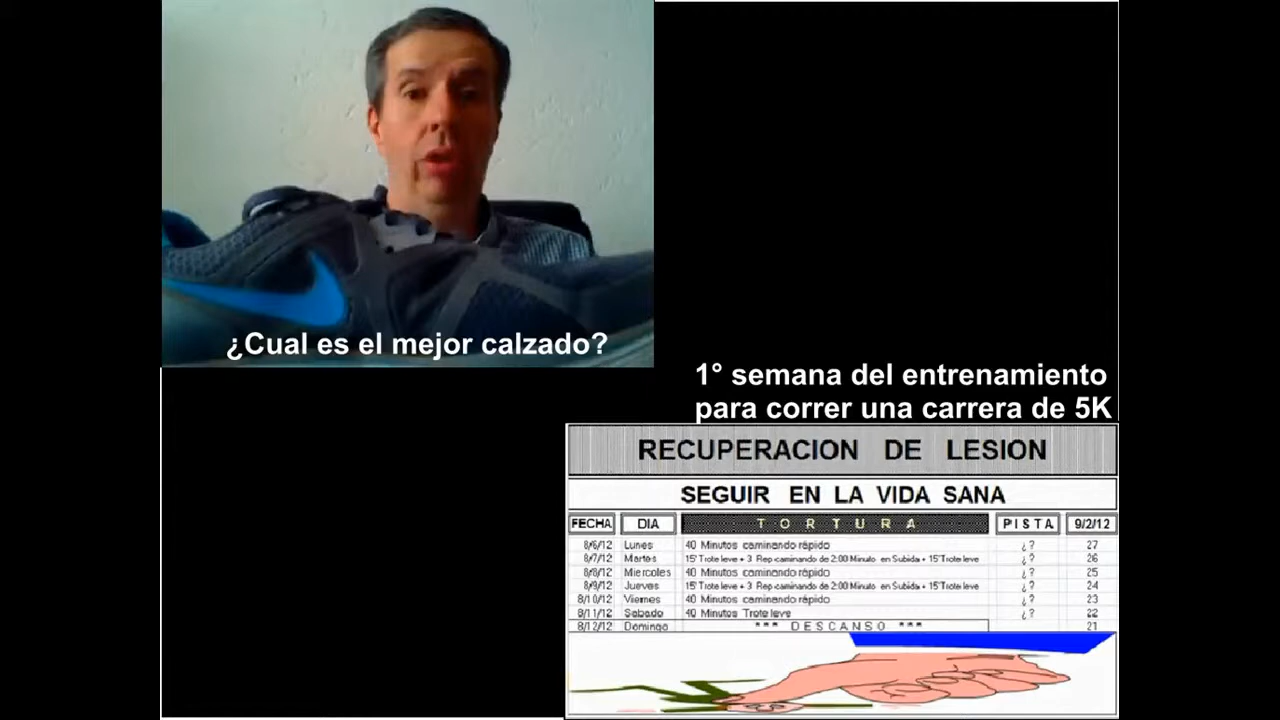 ¿Cual es el mejor calzado?
1° semana del entrenamiento
para correr una carrera de 5K
RECUPERACION DE LESION
SEGUIR EN LA VIDA SANA
FECHA DIA TORTURA PISTA 9/2/12
8/6/12 Lunes 40 Minutos caminando rápido ¿? 27
8/7/12 Martes 15'Trote leve + 3 Rep caminando de 2:00 Minuto en Subida + 15'Trote leve ¿? 26
8/8/12 Miercoles 40 Minutos caminando rápido ¿? 25
8/9/12 Jueves 15'Trote leve + 3 Rep caminando de 2:00 Minuto en Subida + 15'Trote leve ¿? 24
8/10/12 Viernes 40 Minutos caminando rápido ¿? 23
8/11/12 Sabado 40 Minutos Trote leve ¿? 22
8/12/12 Domingo *** DESCANSO *** 21